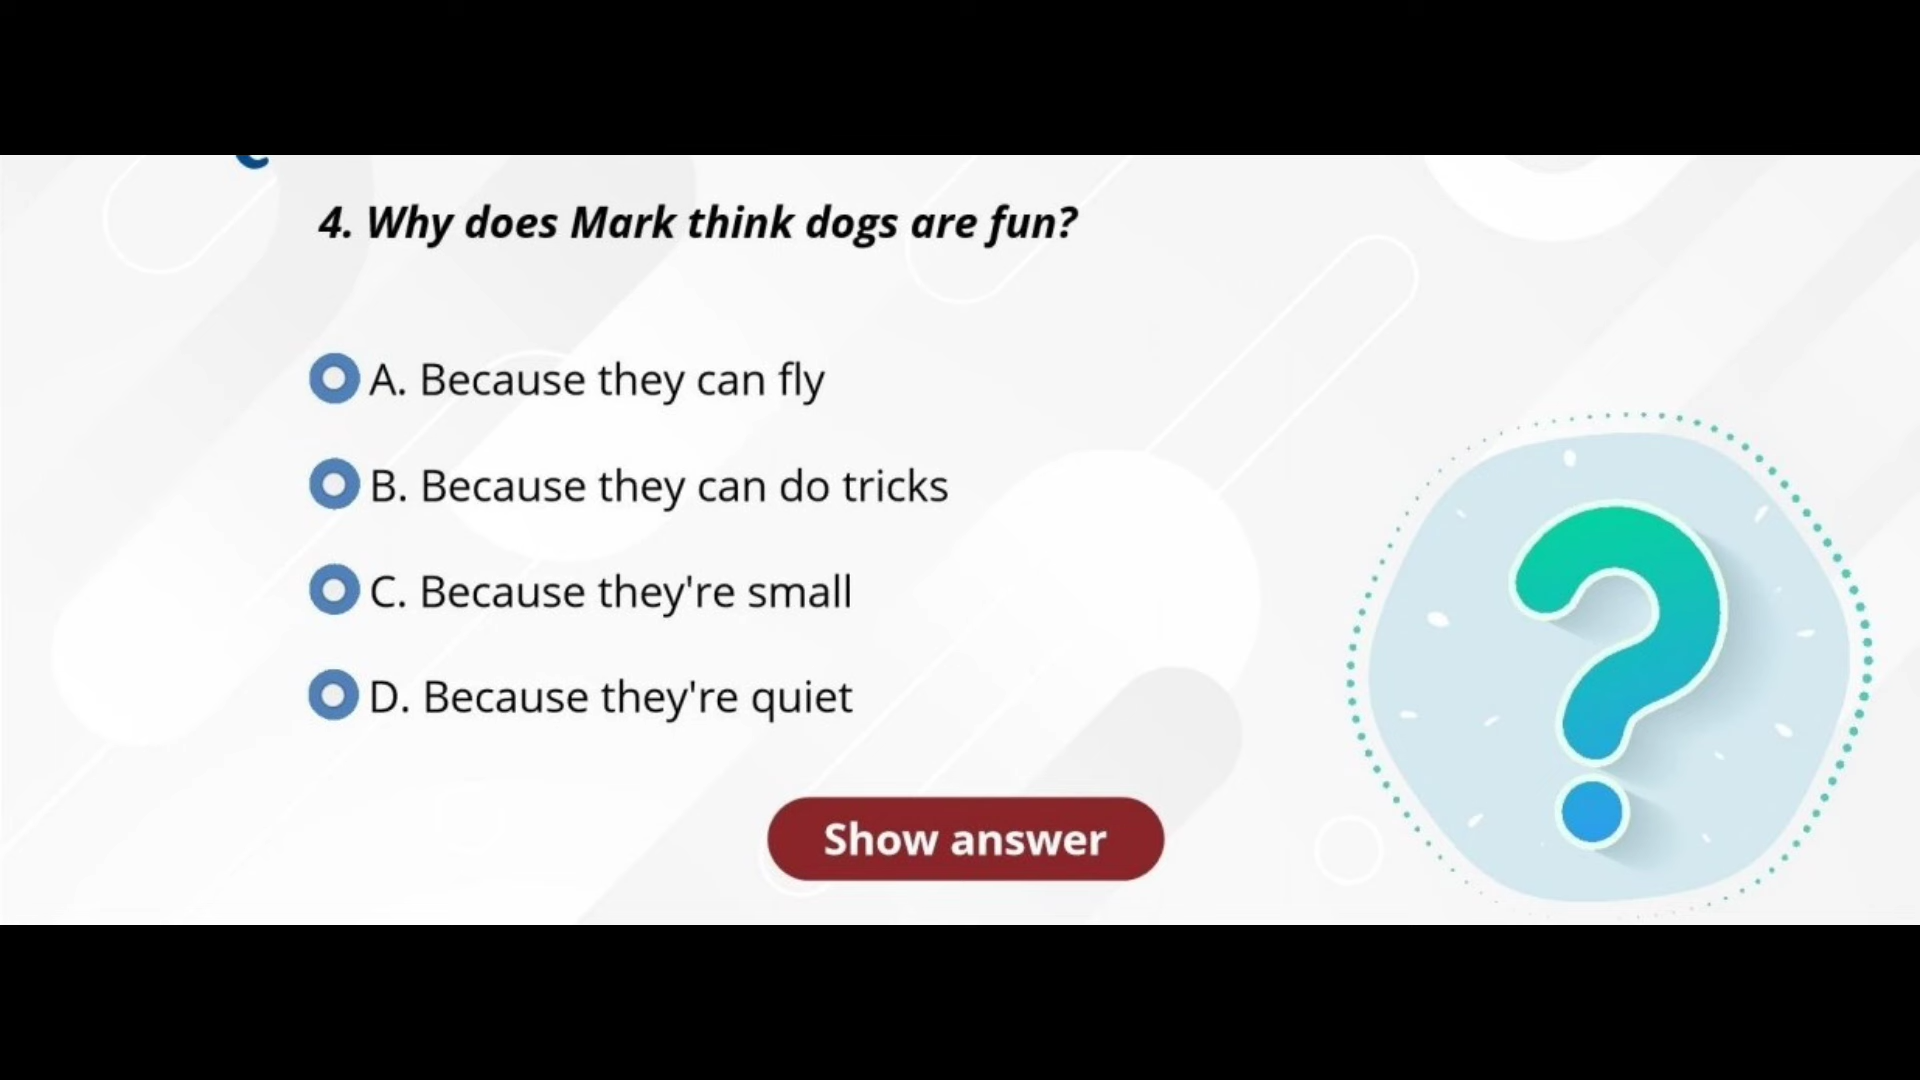 4. Why does Mark think dogs are fun?
A. Because they can fly
B. Because they can do tricks
C. Because they're small
D. Because they're quiet
Show answer